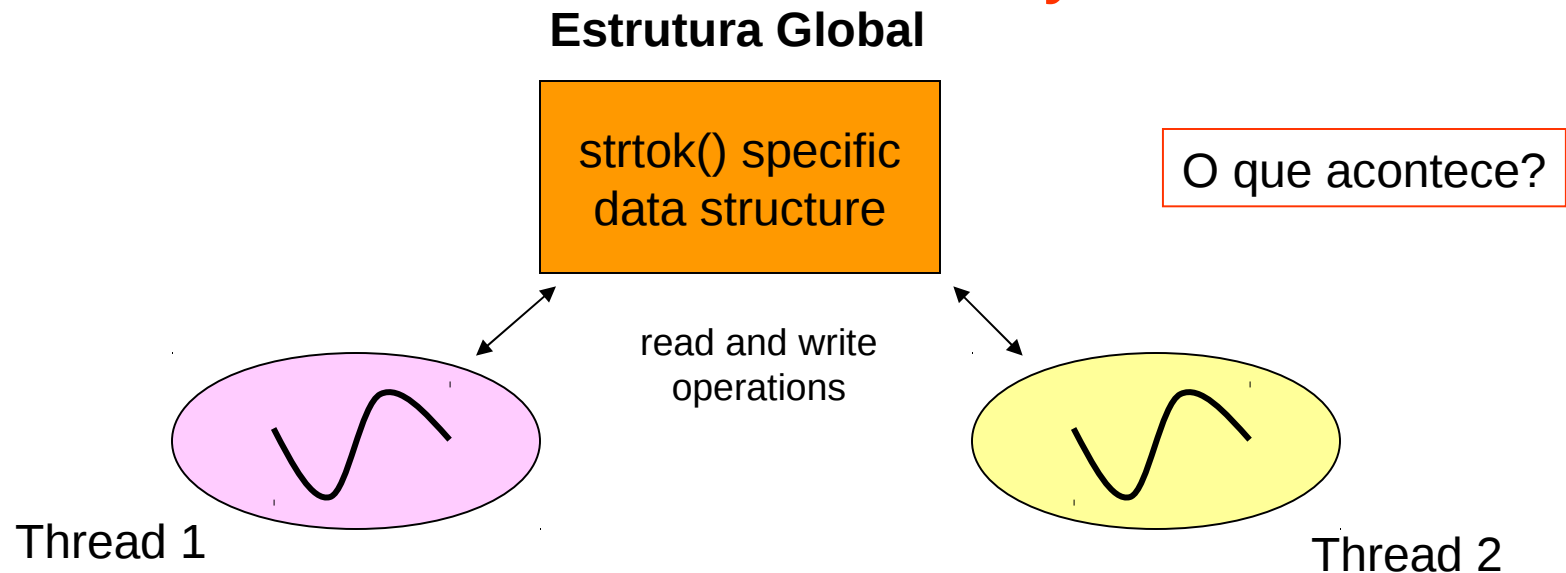 Estrutura Global
strtok() specific
data structure
O que acontece?
read and write
operations
Thread 1
Thread 2